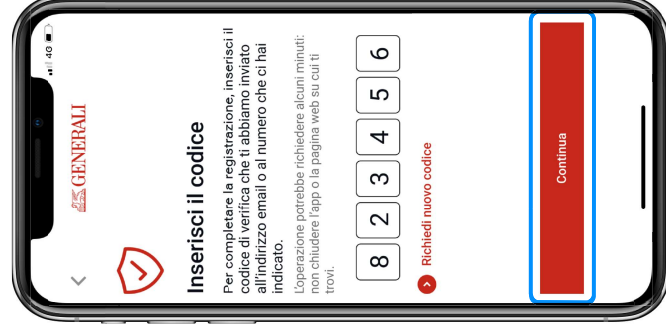 4G
GENERALI
Inserisci il codice
Per completare la registrazione, inserisci il
codice di verifica che ti abbiamo inviato
all'indirizzo email o al numero che ci hai
indicato.
L'operazione potrebbe richiedere alcuni minuti:
non chiudere l'app o la pagina web su cui ti
trovi.
8 2 3 4 5 6
Richiedi nuovo codice
Continua